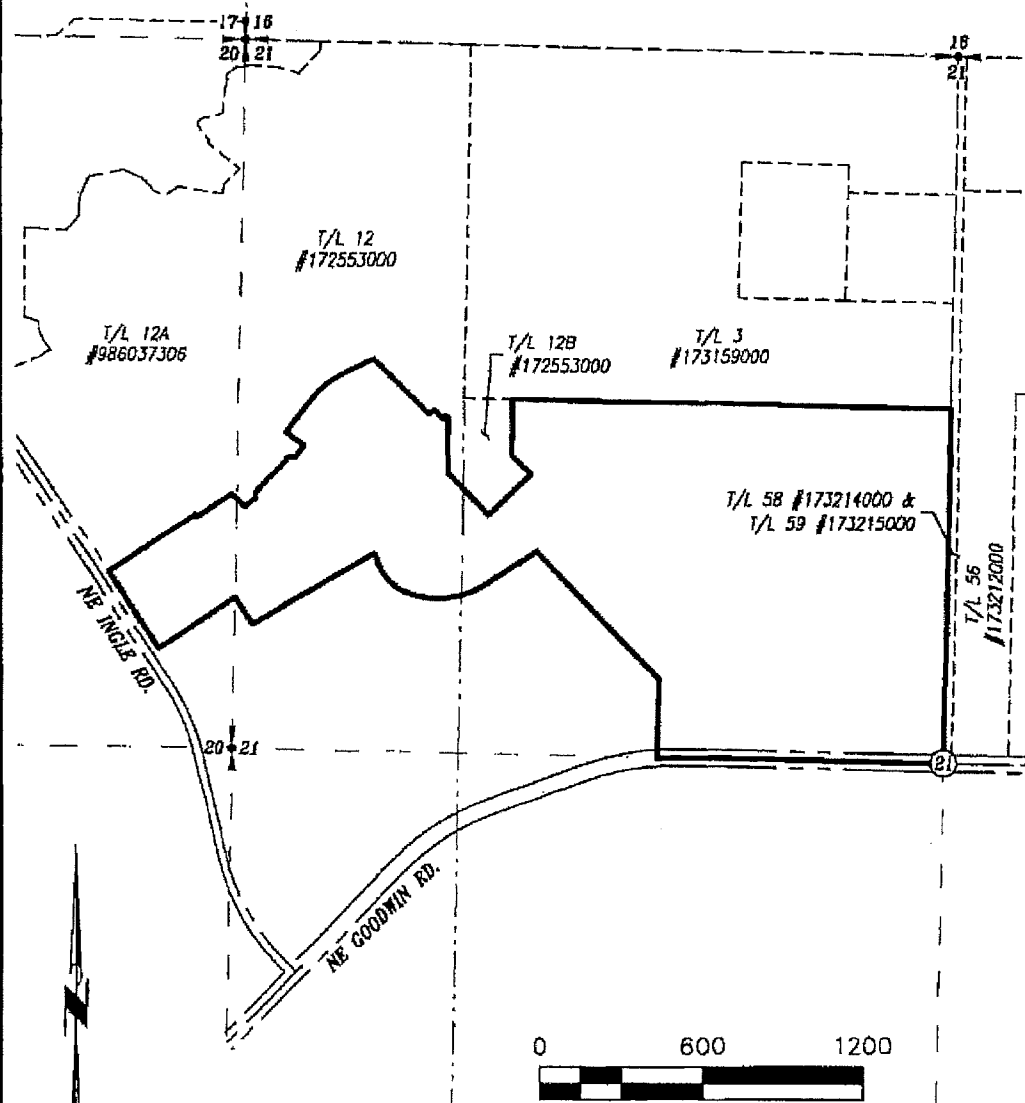 17 16
20 21
16
21
T/L 12
#172553000
T/L 12A
#986037306
T/L 12B
#172553000
T/L 3
#173159000
T/L 58 #173214000 &
T/L 59 #173215000
T/L 56
#173212000
NE INGLE RD.
20 21
21
NE GOODWIN RD.
0 600 1200